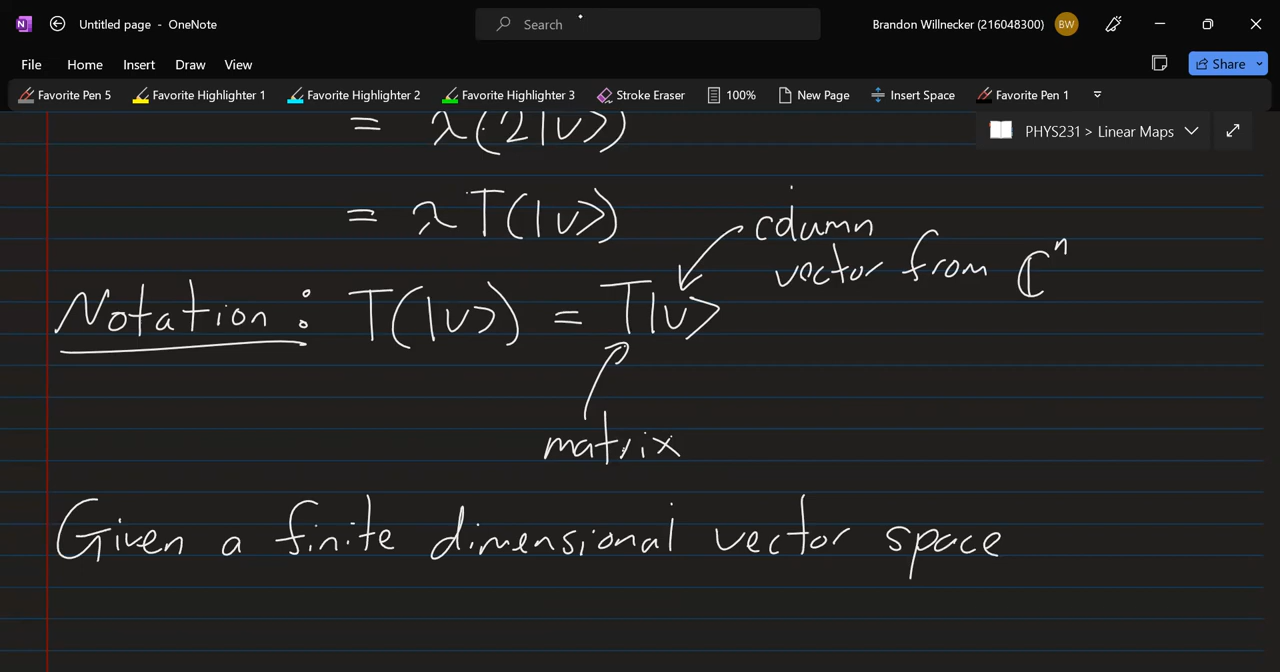 Untitled page - OneNote
Search
Brandon Willnecker (216048300)
BW
File Home Insert Draw View
Share
Favorite Pen 5 Favorite Highlighter 1 Favorite Highlighter 2 Favorite Highlighter 3 Stroke Eraser 100% New Page Insert Space Favorite Pen 1
PHYS231 > Linear Maps
= λ(2|v>)
= λT(|v>)
column
vector from ℂⁿ
Notation: T(|v>) = T|v>
matrix
Given a finite dimensional vector space